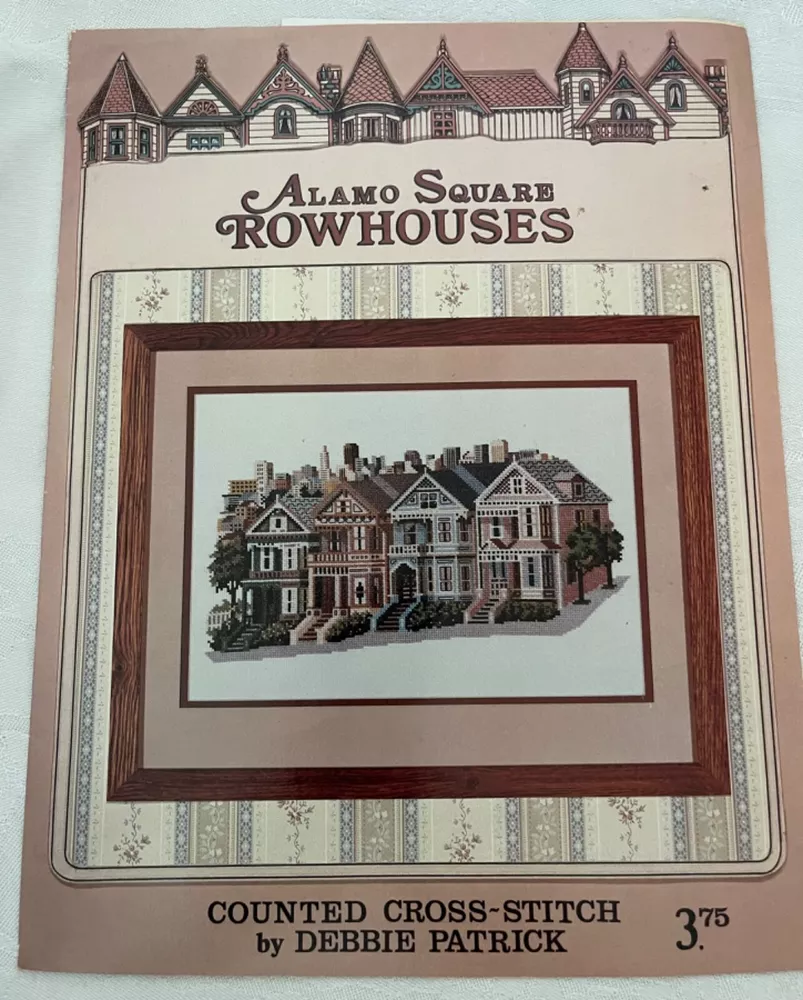 ALAMO SQUARE
ROWHOUSES
COUNTED CROSS-STITCH
by DEBBIE PATRICK
3.75